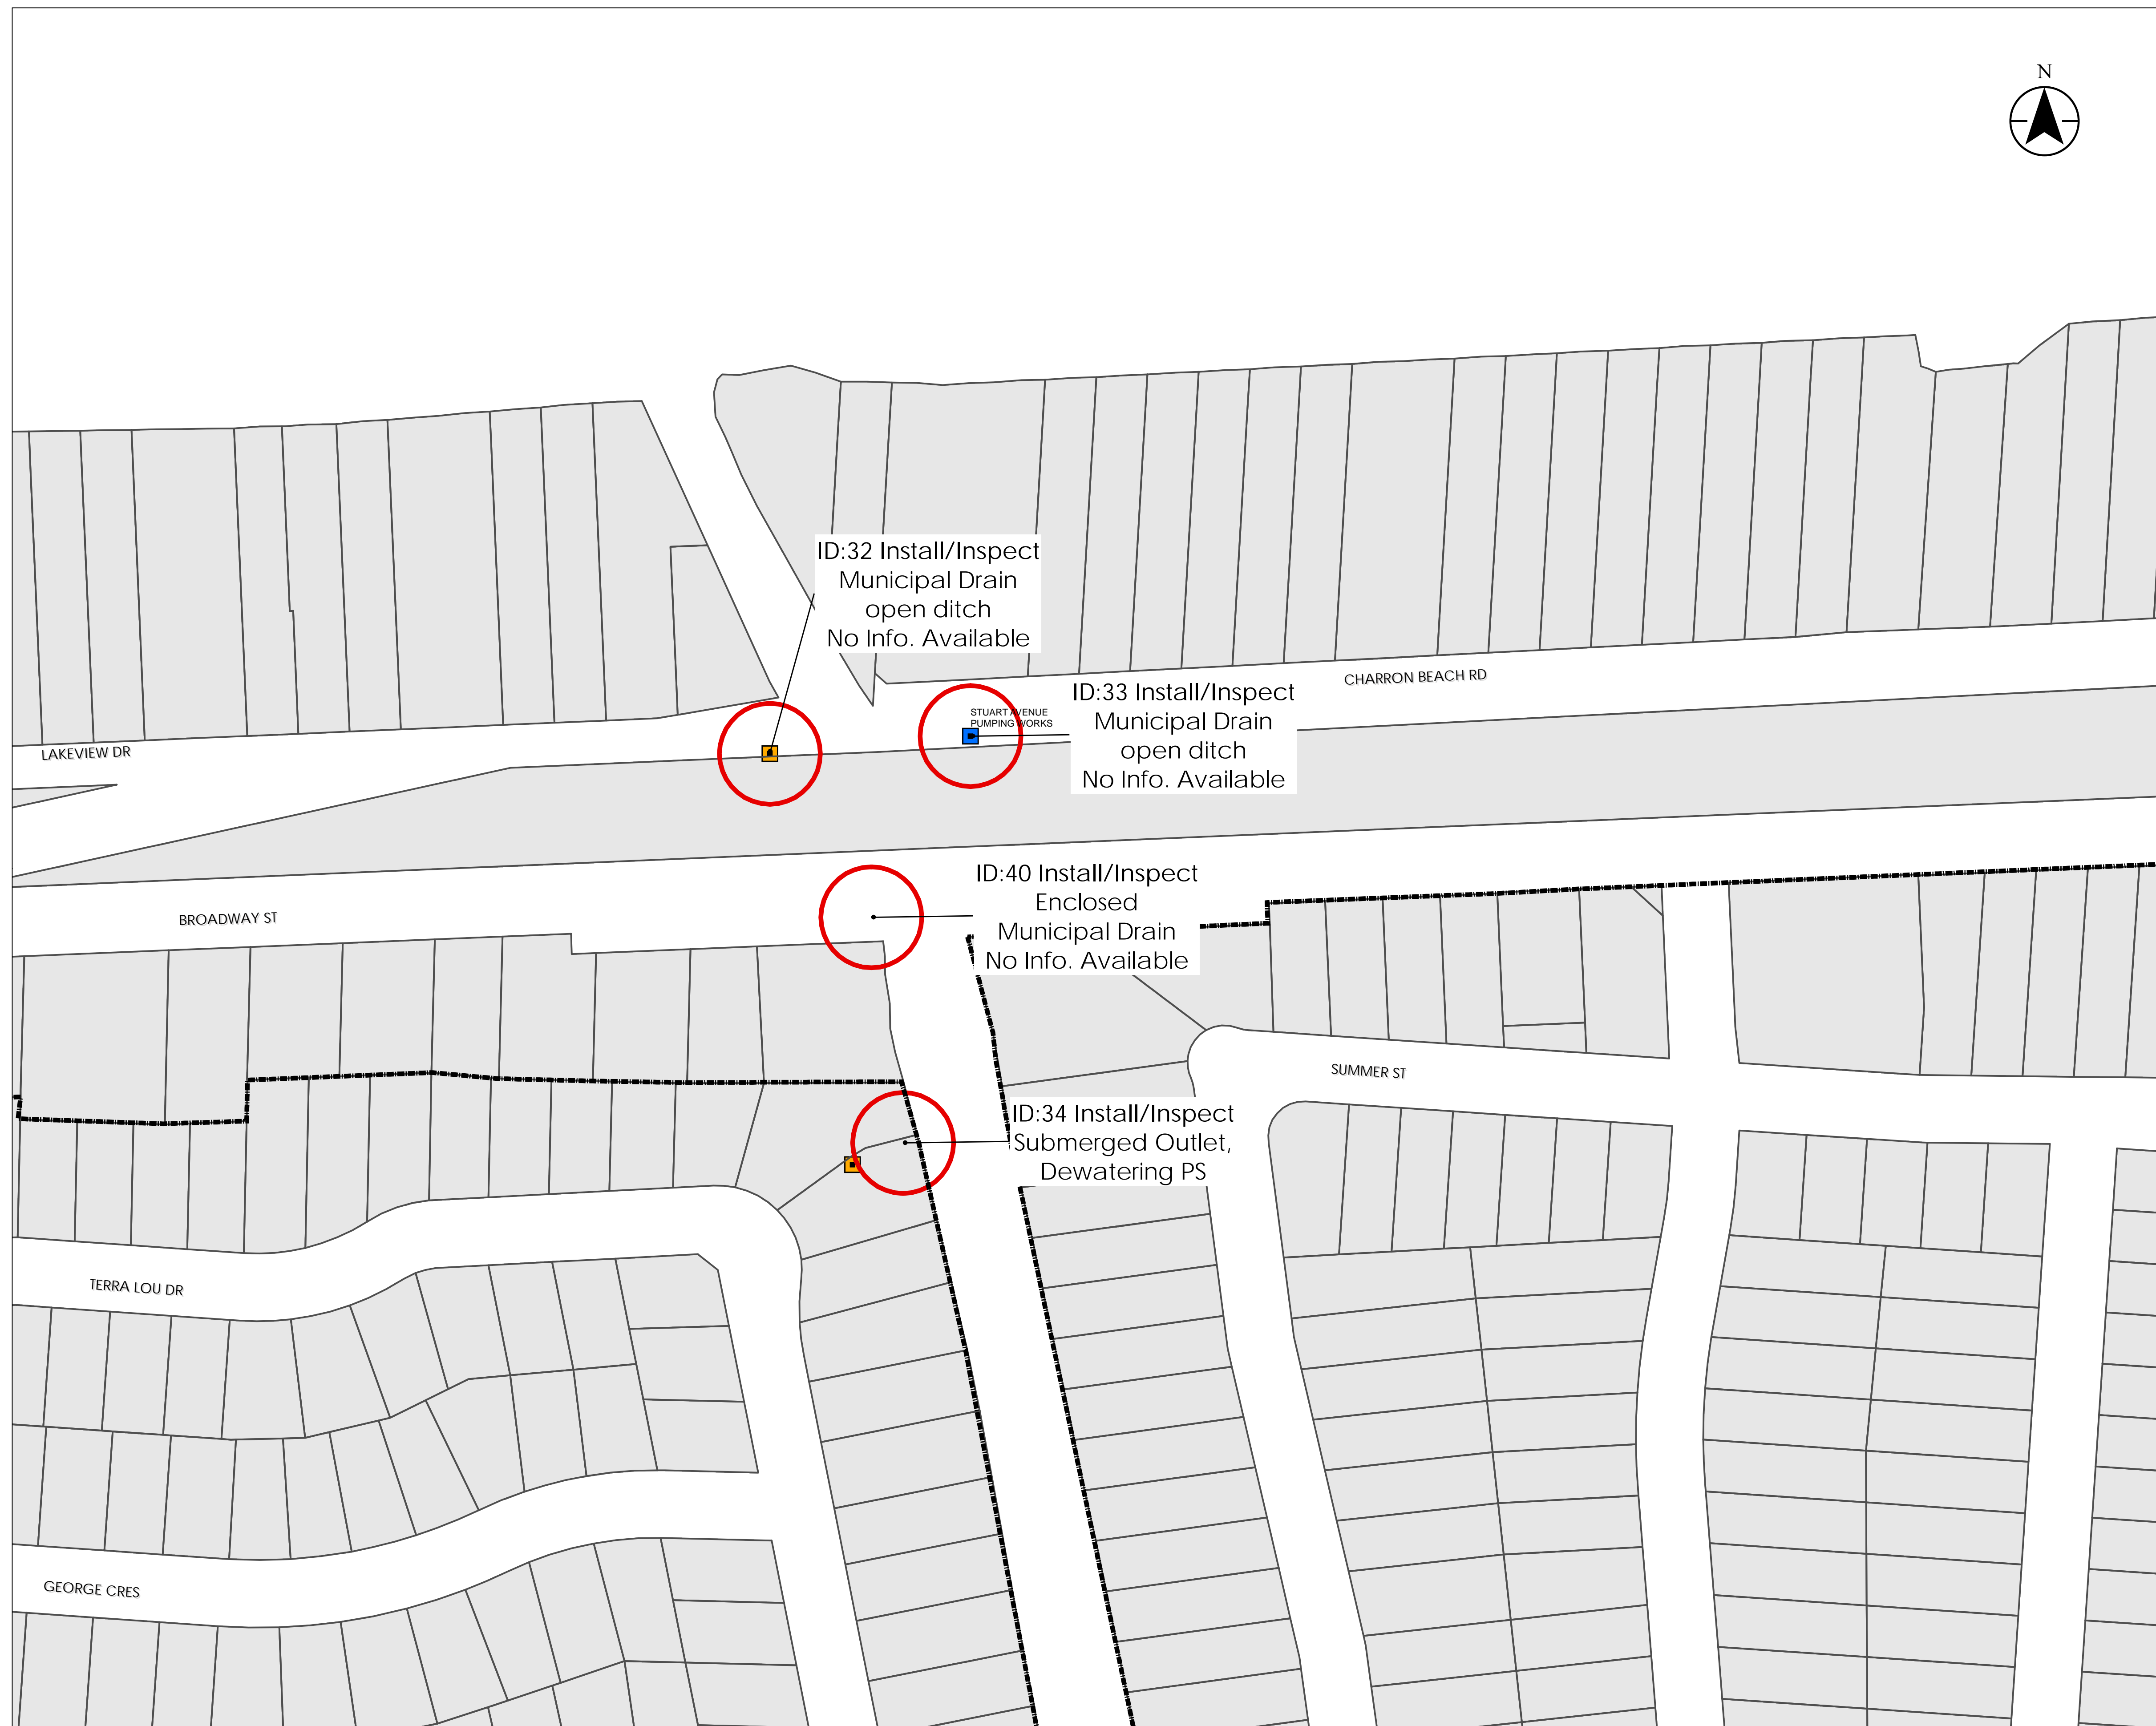 N
ID:32 Install/Inspect
Municipal Drain
open ditch
No Info. Available
CHARRON BEACH RD
ID:33 Install/Inspect
Municipal Drain
open ditch
No Info. Available
STUART AVENUE
PUMPING WORKS
LAKEVIEW DR
ID:40 Install/Inspect
Enclosed
Municipal Drain
No Info. Available
BROADWAY ST
SUMMER ST
ID:34 Install/Inspect
Submerged Outlet,
Dewatering PS
TERRA LOU DR
GEORGE CRES